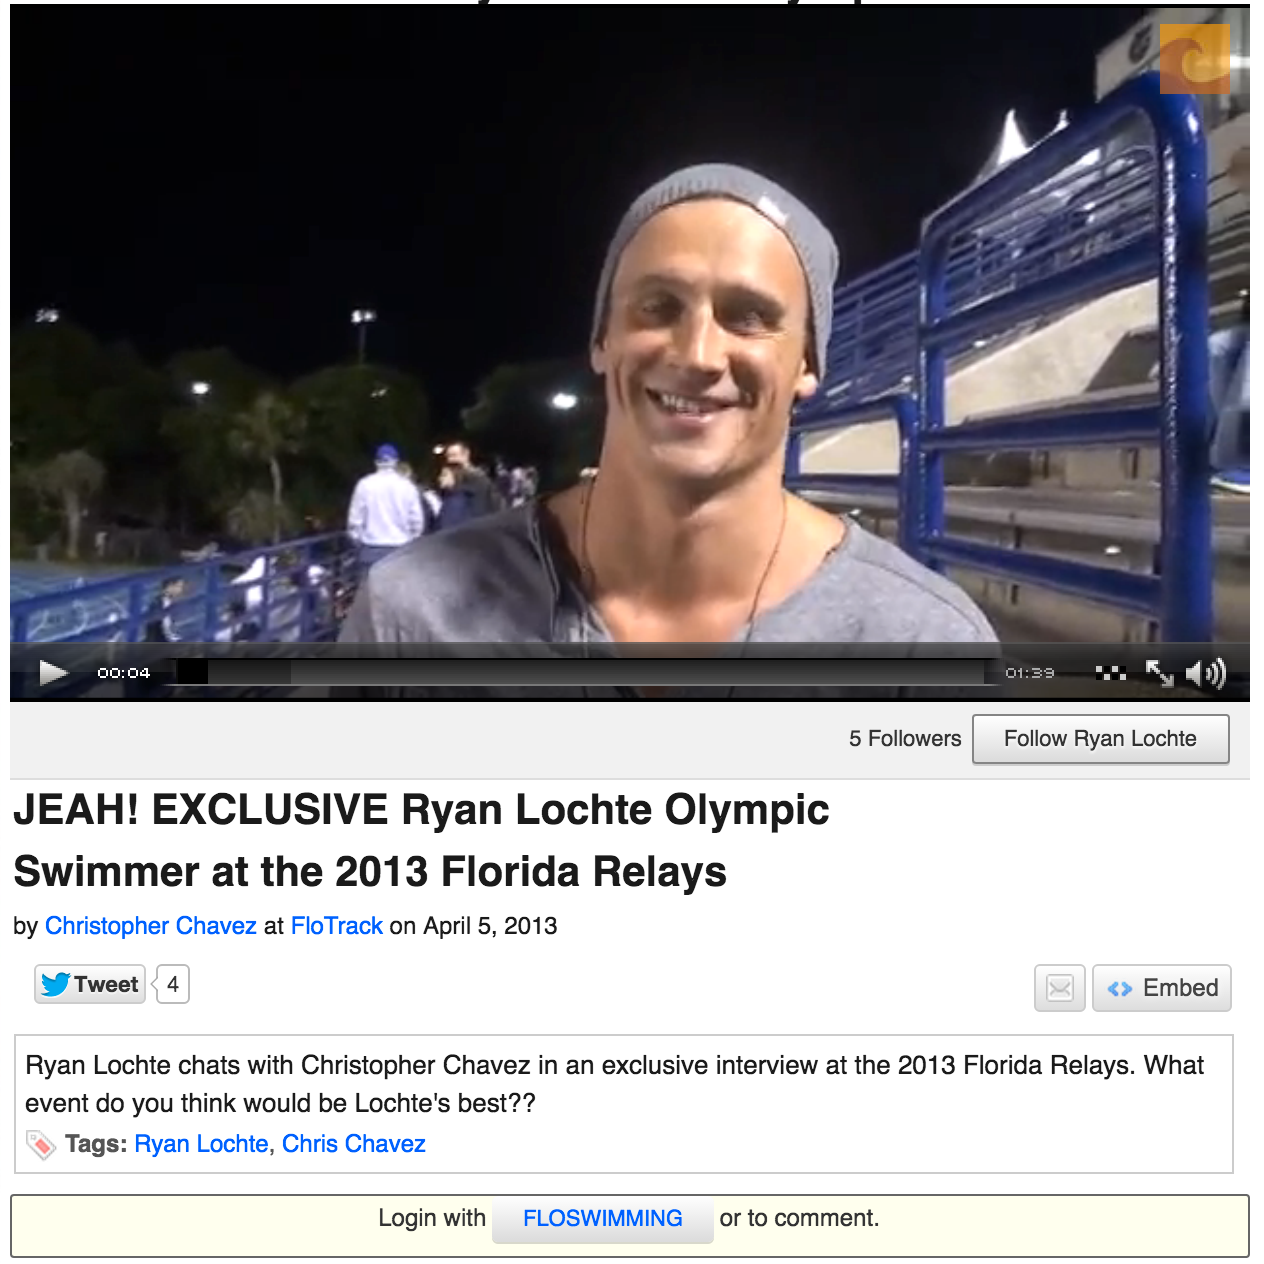 00:04
01:39
5 Followers
Follow Ryan Lochte
JEAH! EXCLUSIVE Ryan Lochte Olympic
Swimmer at the 2013 Florida Relays
by Christopher Chavez at FloTrack on April 5, 2013
Tweet 4
Embed
Ryan Lochte chats with Christopher Chavez in an exclusive interview at the 2013 Florida Relays. What
event do you think would be Lochte's best??
Tags: Ryan Lochte, Chris Chavez
Login with FLOSWIMMING or to comment.